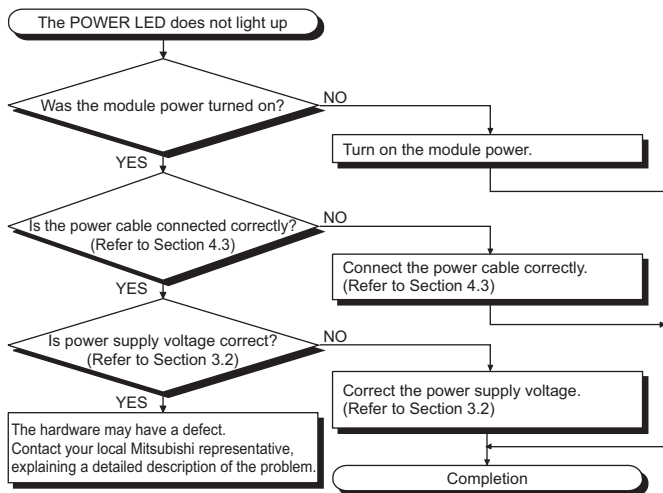 The POWER LED does not light up
Was the module power turned on?
NO
Turn on the module power.
YES
Is the power cable connected correctly?
(Refer to Section 4.3)
NO
Connect the power cable correctly.
(Refer to Section 4.3)
YES
Is power supply voltage correct?
(Refer to Section 3.2)
NO
Correct the power supply voltage.
(Refer to Section 3.2)
YES
The hardware may have a defect.
Contact your local Mitsubishi representative,
explaining a detailed description of the problem.
Completion